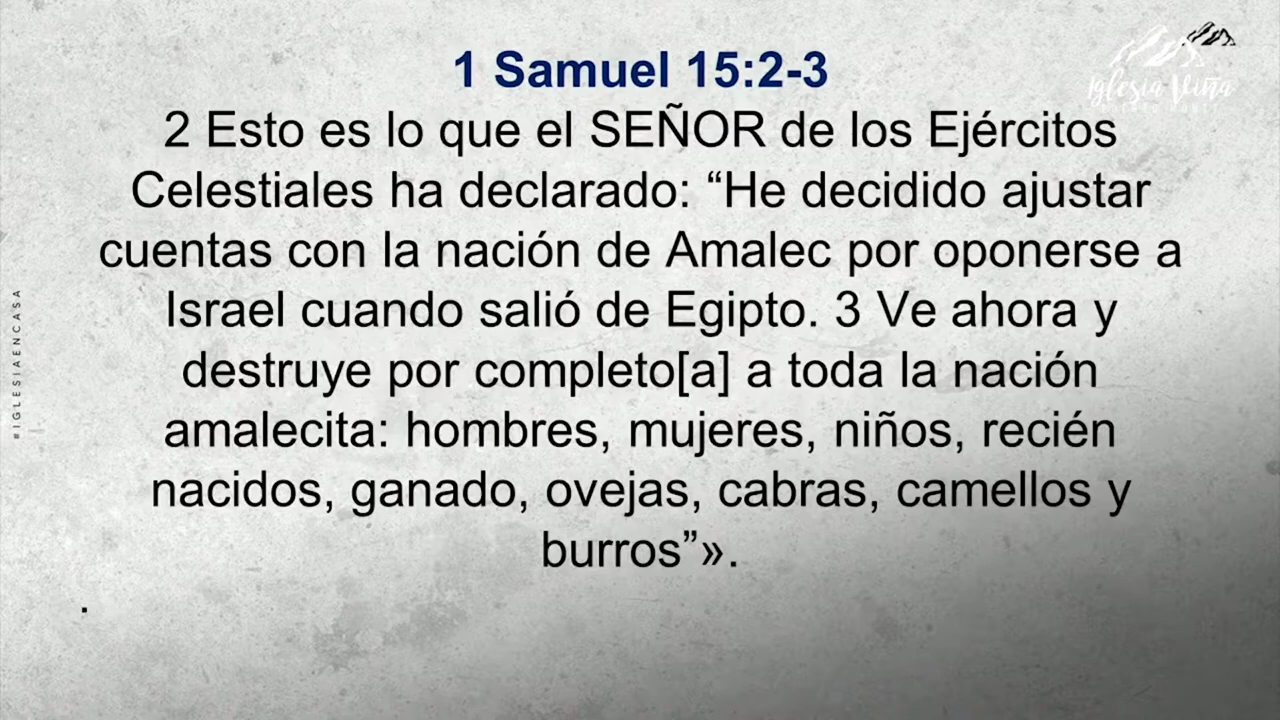 1 Samuel 15:2-3
2 Esto es lo que el SEÑOR de los Ejércitos
Celestiales ha declarado: “He decidido ajustar
cuentas con la nación de Amalec por oponerse a
Israel cuando salió de Egipto. 3 Ve ahora y
destruye por completo[a] a toda la nación
amalecita: hombres, mujeres, niños, recién
nacidos, ganado, ovejas, cabras, camellos y
burros”».
.
Iglesia Viña
#IGLESIAENCASA